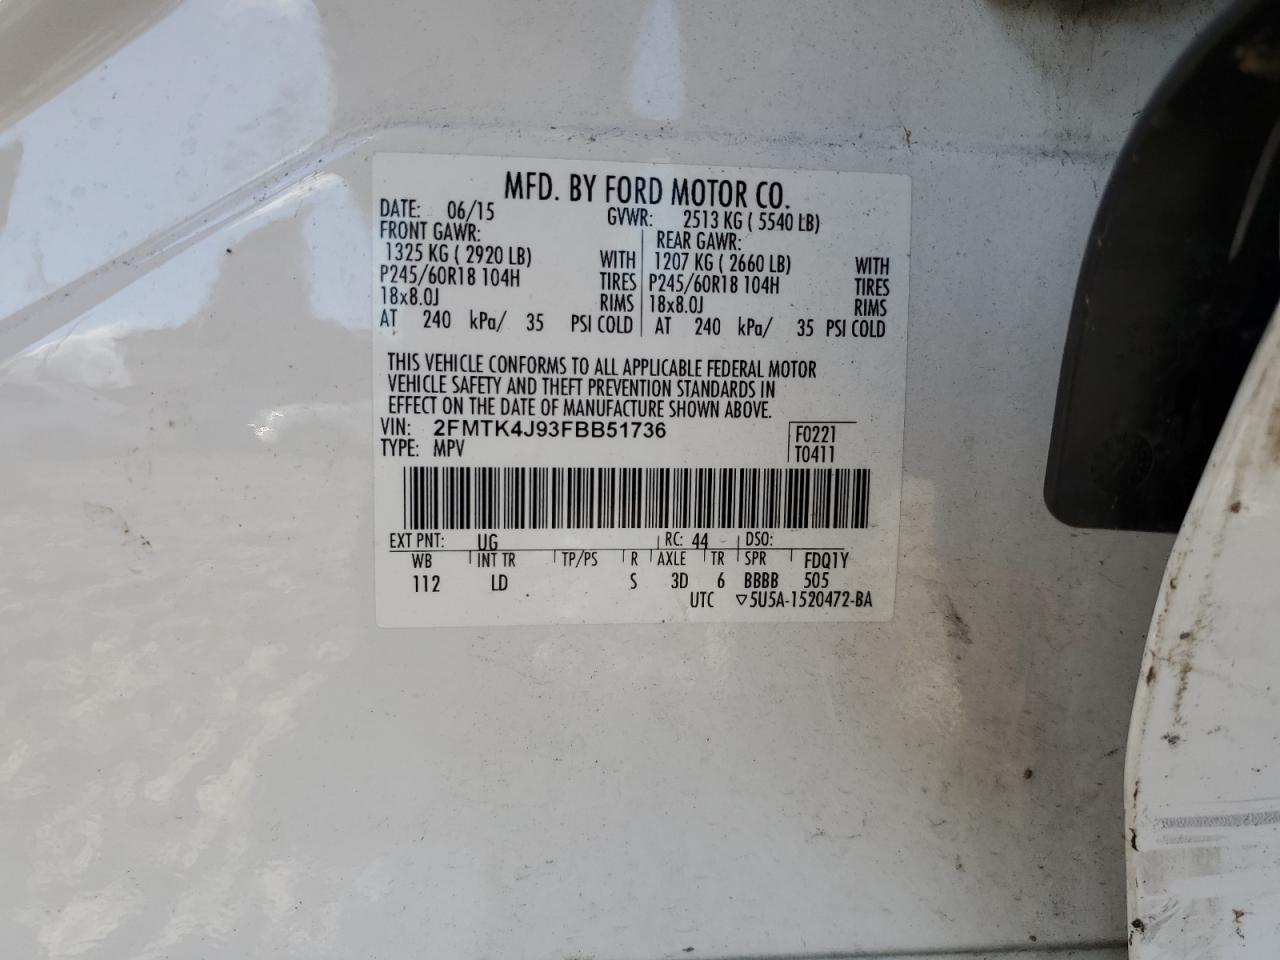 MFD. BY FORD MOTOR CO.
DATE: 06/15 GVWR: 2513 KG ( 5540 LB)
FRONT GAWR: REAR GAWR:
1325 KG ( 2920 LB) WITH 1207 KG ( 2660 LB) WITH
P245/60R18 104H TIRES P245/60R18 104H TIRES
18x8.0J RIMS 18x8.0J RIMS
AT 240 kPa/ 35 PSI COLD AT 240 kPa/ 35 PSI COLD
THIS VEHICLE CONFORMS TO ALL APPLICABLE FEDERAL MOTOR
VEHICLE SAFETY AND THEFT PREVENTION STANDARDS IN
EFFECT ON THE DATE OF MANUFACTURE SHOWN ABOVE.
VIN: 2FMTK4J93FBB51736 F0221
TYPE: MPV T0411
EXT PNT: UG RC: 44 DSO:
WB INT TR TP/PS R AXLE TR SPR FDQ1Y
112 LD S 3D 6 BBBB 505
UTC ▽5U5A-1520472-BA